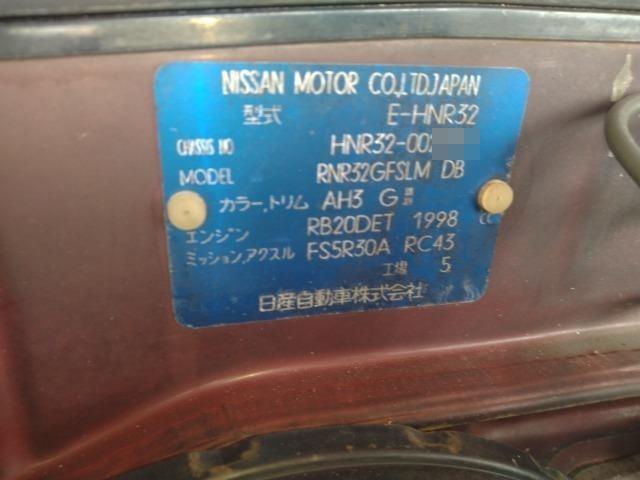 NISSAN MOTOR CO.,LTD.JAPAN
型式 E-HNR32
CHASSIS NO HNR32-00
MODEL RNR32GFSLM DB
カラー,トリム AH3 G
エンジン RB20DET 1998 cc
ミッション,アクスル FS5R30A RC43
工場 5
日産自動車株式会社